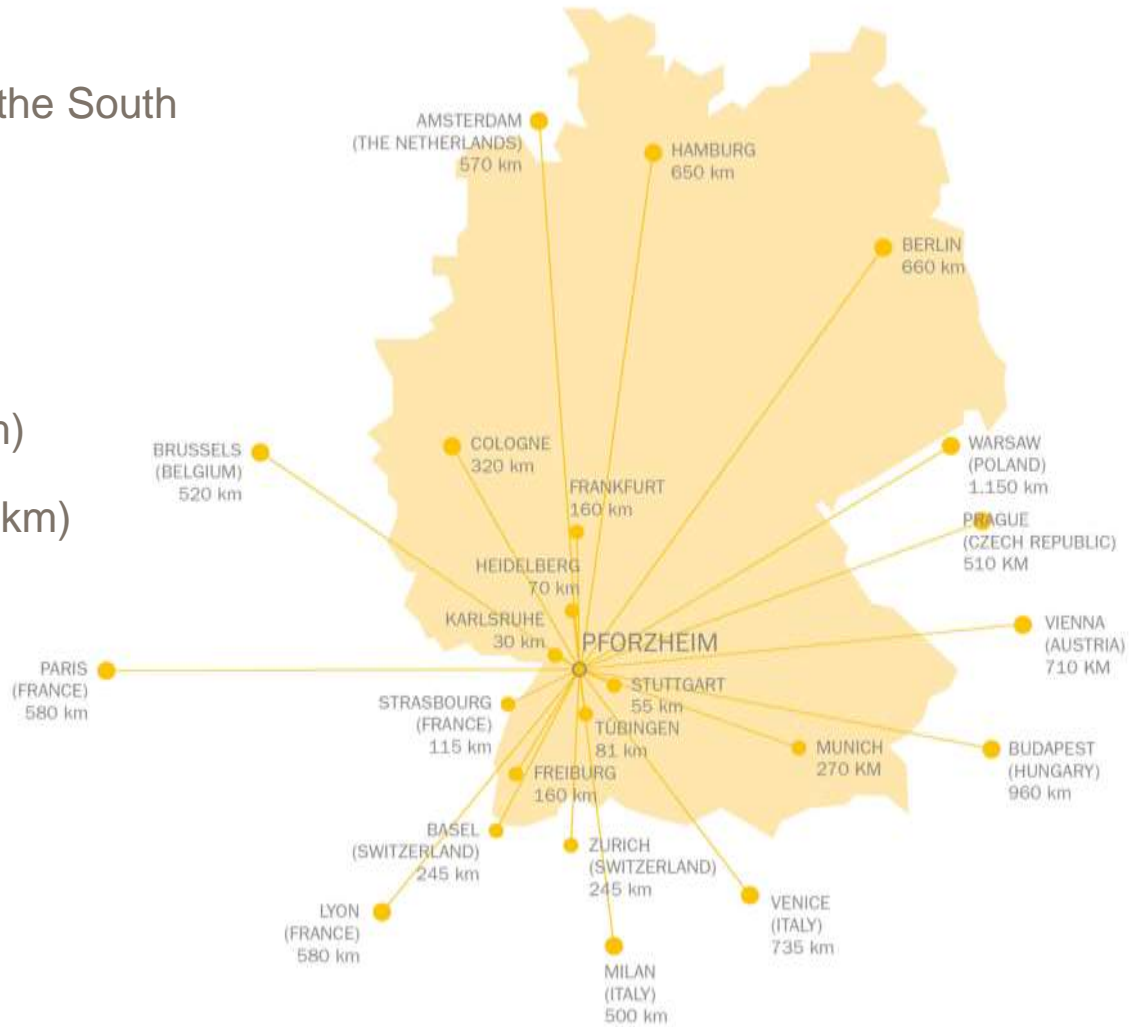 the South
m)
km)
AMSTERDAM
(THE NETHERLANDS)
570 km
HAMBURG
650 km
BERLIN
660 km
BRUSSELS
(BELGIUM)
520 km
COLOGNE
320 km
WARSAW
(POLAND)
1.150 km
FRANKFURT
160 km
PRAGUE
(CZECH REPUBLIC)
510 KM
HEIDELBERG
70 km
KARLSRUHE
30 km
PFORZHEIM
VIENNA
(AUSTRIA)
710 KM
PARIS
(FRANCE)
580 km
STUTTGART
55 km
STRASBOURG
(FRANCE)
115 km
TÜBINGEN
81 km
MUNICH
270 KM
BUDAPEST
(HUNGARY)
960 km
FREIBURG
160 km
BASEL
(SWITZERLAND)
245 km
ZURICH
(SWITZERLAND)
245 km
VENICE
(ITALY)
735 km
LYON
(FRANCE)
580 km
MILAN
(ITALY)
500 km